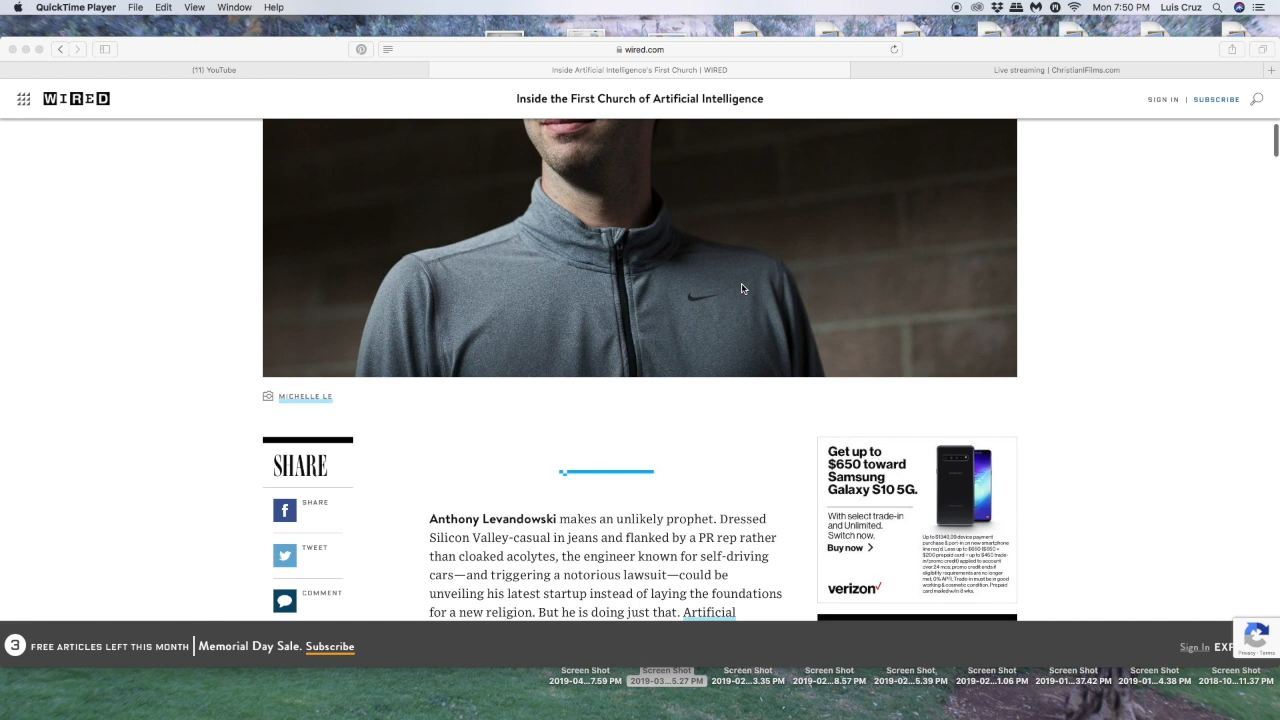 QuickTime Player File Edit View Window Help Mon 7:50 PM Luis Cruz
wired.com
(11) YouTube Inside Artificial Intelligence's First Church | WIRED Live streaming | ChristianIFilms.com
WIRED Inside the First Church of Artificial Intelligence SIGN IN | SUBSCRIBE
MICHELLE LE
SHARE
SHARE
TWEET
COMMENT
Anthony Levandowski makes an unlikely prophet. Dressed
Silicon Valley-casual in jeans and flanked by a PR rep rather
than cloaked acolytes, the engineer known for self-driving
cars—and triggering a notorious lawsuit—could be
unveiling his latest startup instead of laying the foundations
for a new religion. But he is doing just that. Artificial
Get up to
$650 toward
Samsung
Galaxy S10 5G.
With select trade-in
and Unlimited.
Switch now.
Buy now
verizon
3 FREE ARTICLES LEFT THIS MONTH Memorial Day Sale. Subscribe Sign In EXP
Privacy - Terms
Screen Shot Screen Shot Screen Shot Screen Shot Screen Shot Screen Shot Screen Shot Screen Shot Screen Shot
2019-04...7.59 PM 2019-03...5.27 PM 2019-02...3.35 PM 2019-02...8.57 PM 2019-02...5.39 PM 2019-02...1.06 PM 2019-01...37.42 PM 2019-01...4.38 PM 2018-10...11.37 PM